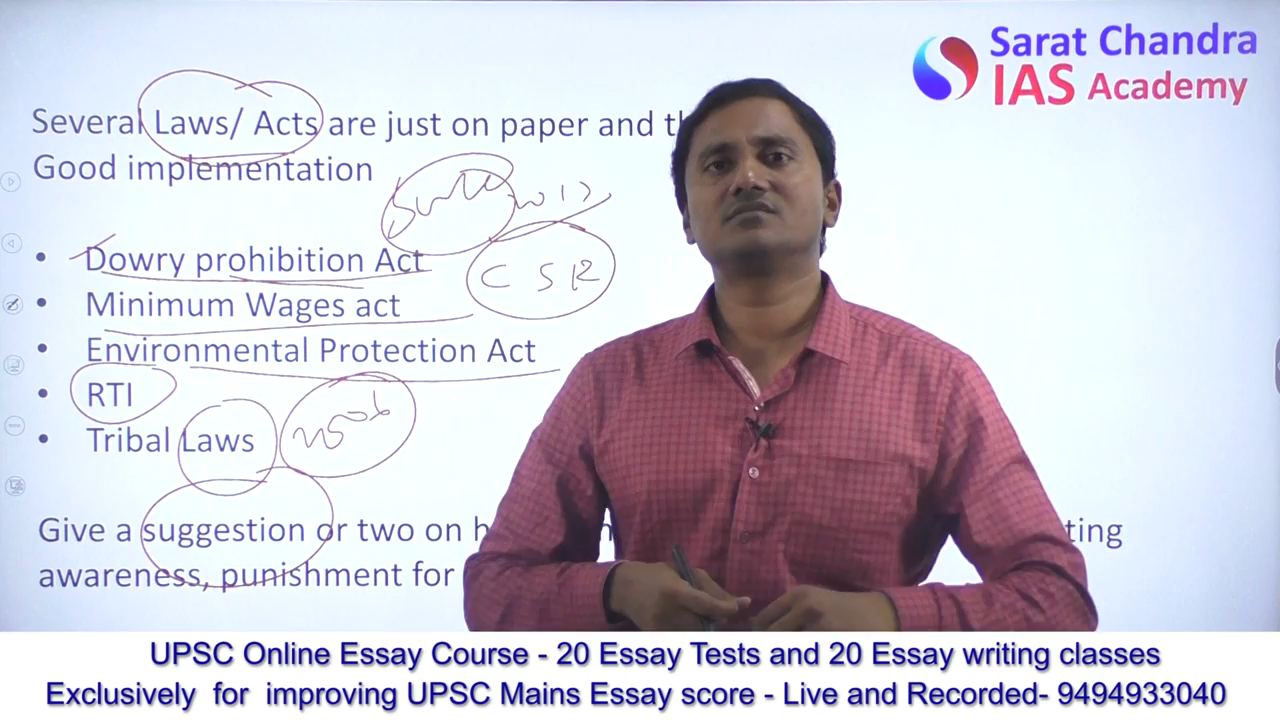 Sarat Chandra
IAS Academy
Several Laws/ Acts are just on paper and th
Good implementation
• Dowry prohibition Act
CSR
• Minimum Wages act
• Environmental Protection Act
• RTI
• Tribal Laws
Give a suggestion or two on h
ting
awareness, punishment for
UPSC Online Essay Course - 20 Essay Tests and 20 Essay writing classes
Exclusively for improving UPSC Mains Essay score - Live and Recorded- 9494933040